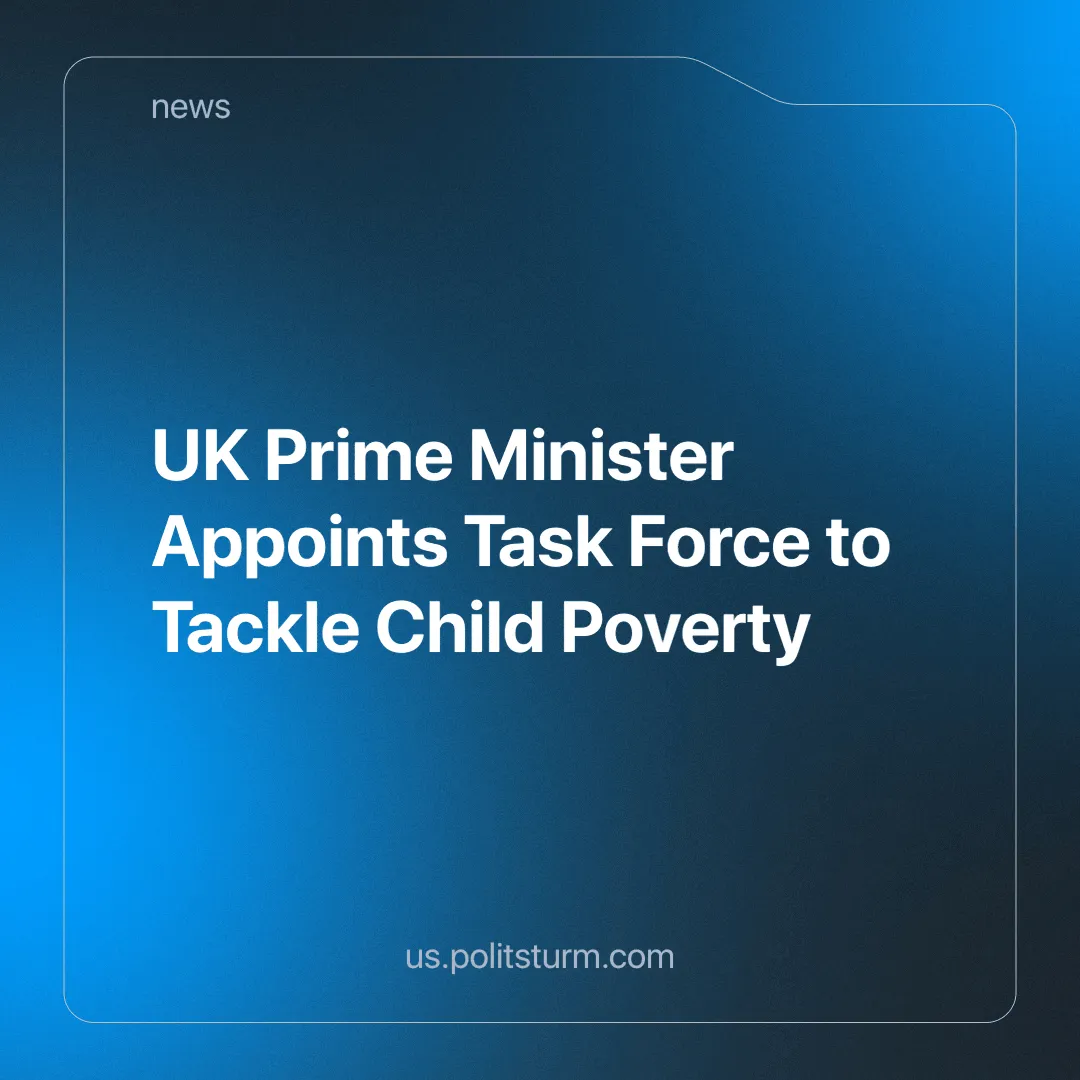 news
UK Prime Minister
Appoints Task Force to
Tackle Child Poverty
us.politsturm.com